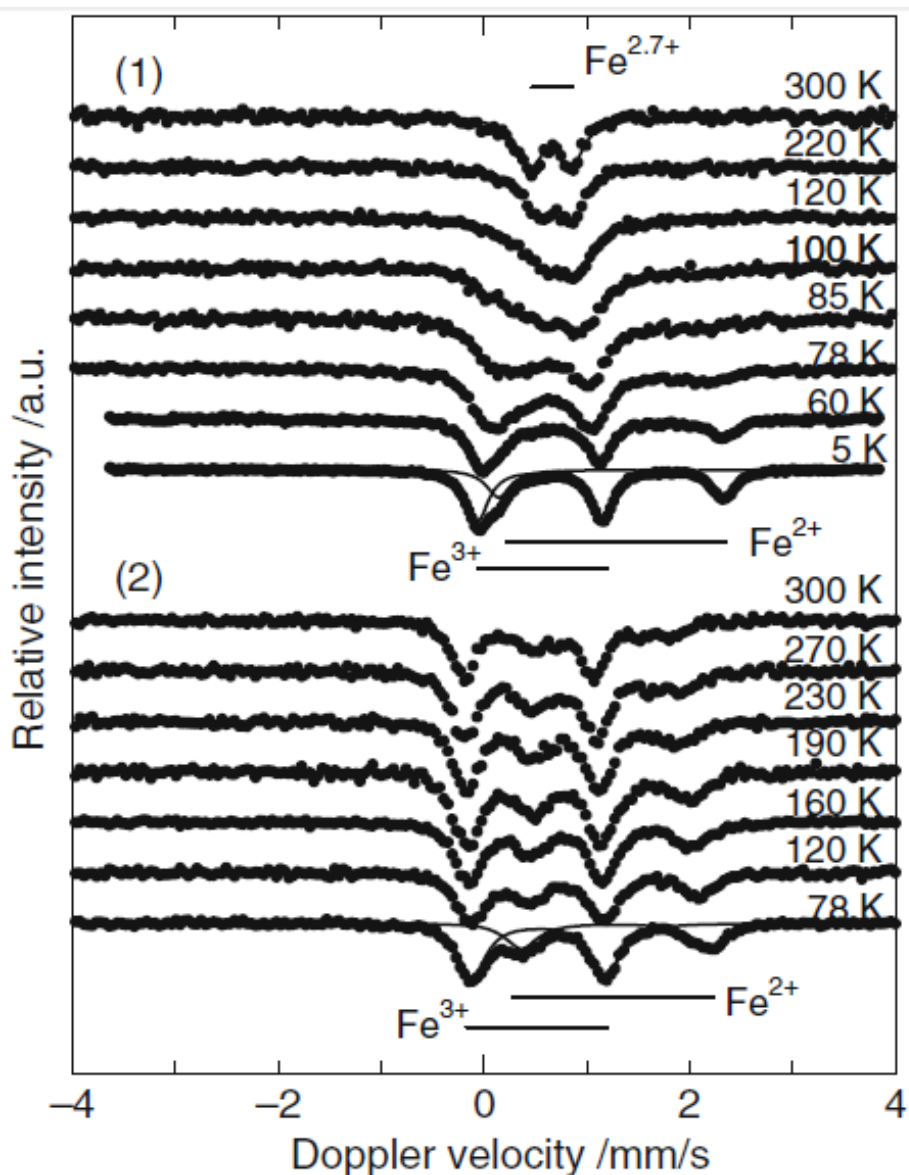 (1)
Fe2.7+
300 K
220 K
120 K
100 K
85 K
78 K
60 K
5 K
Fe2+
Fe3+
(2)
300 K
270 K
230 K
190 K
160 K
120 K
78 K
Fe2+
Fe3+
Relative intensity /a.u.
–4 –2 0 2 4
Doppler velocity /mm/s